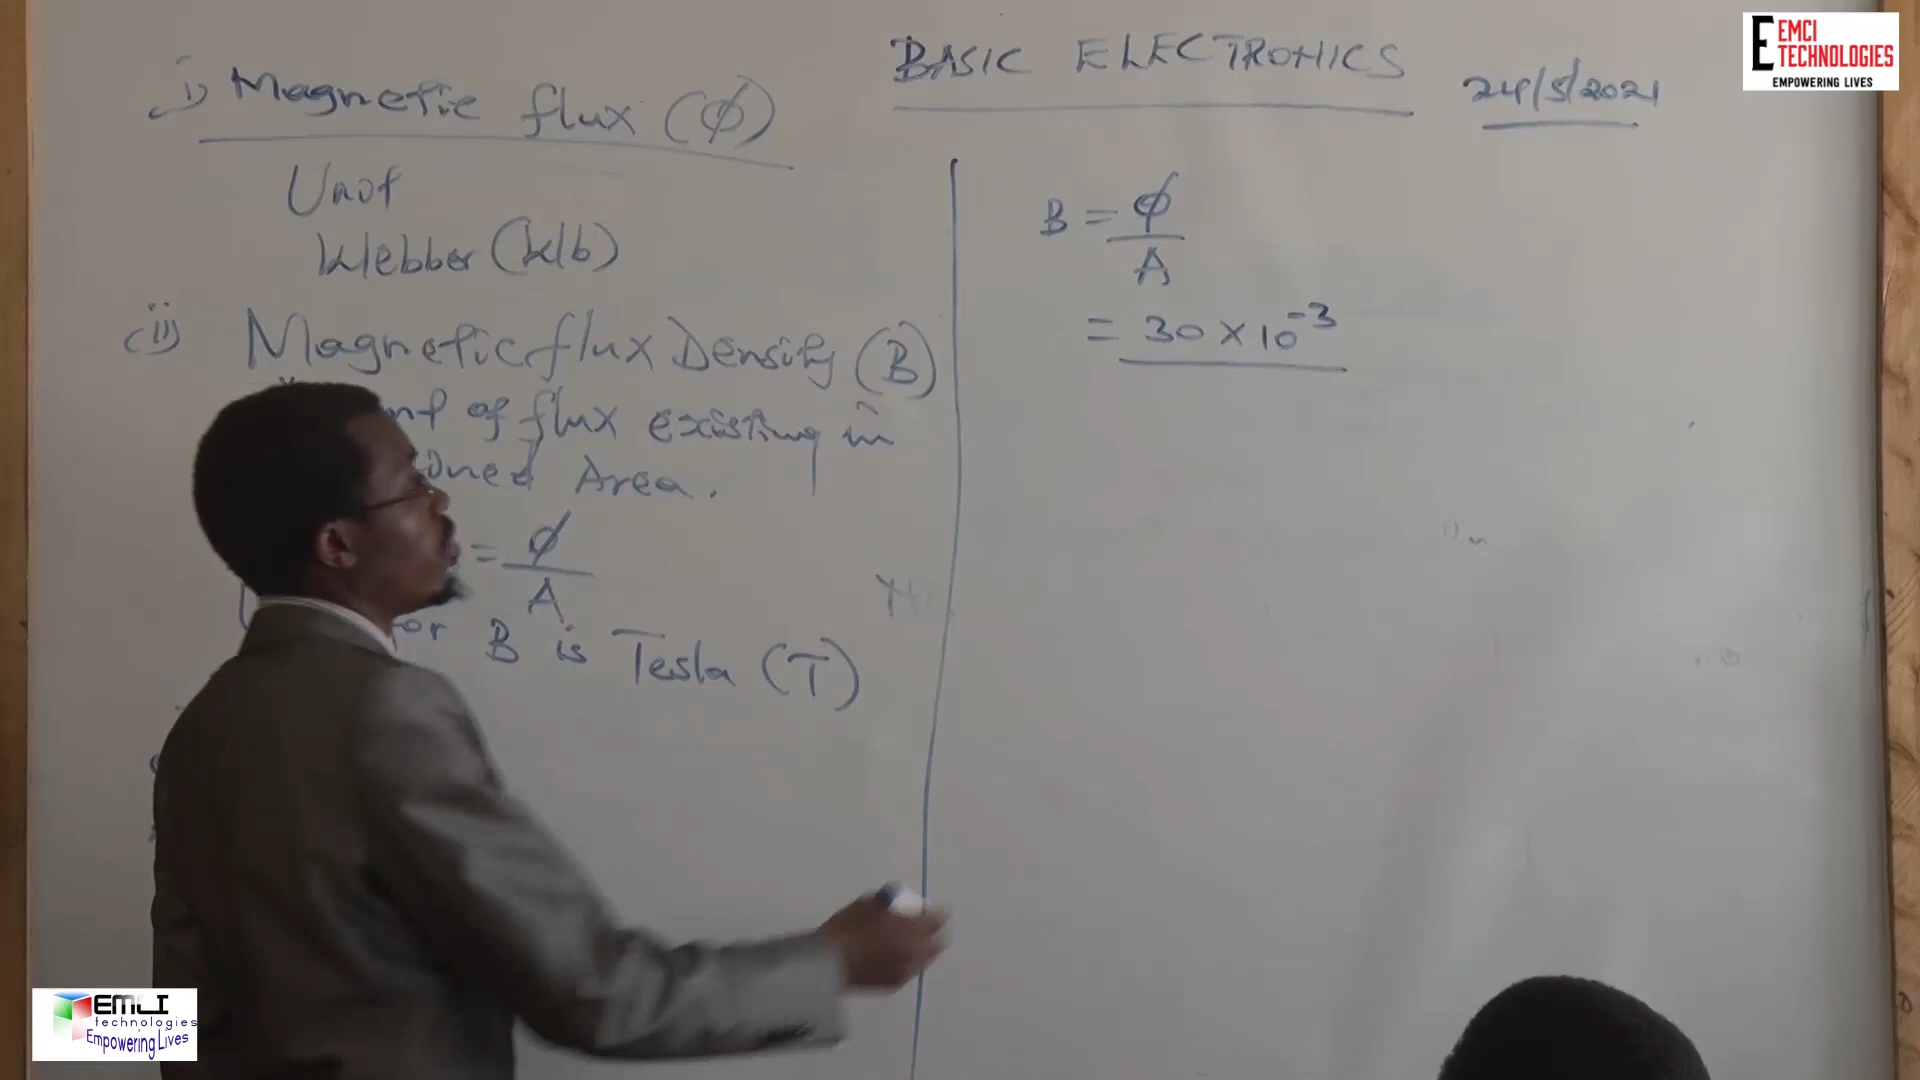 BASIC ELECTRONICS
24/5/2021
i) Magnetic flux (ϕ)
Unit
Webber (Wb)
(ii) Magnetic flux Density (B)
of flux existing in
Area.
= ϕ
A
for B is Tesla (T)
B = ϕ
A
= 30 × 10⁻³
E EMCI
TECHNOLOGIES
EMPOWERING LIVES
EMCI
technologies
Empowering Lives